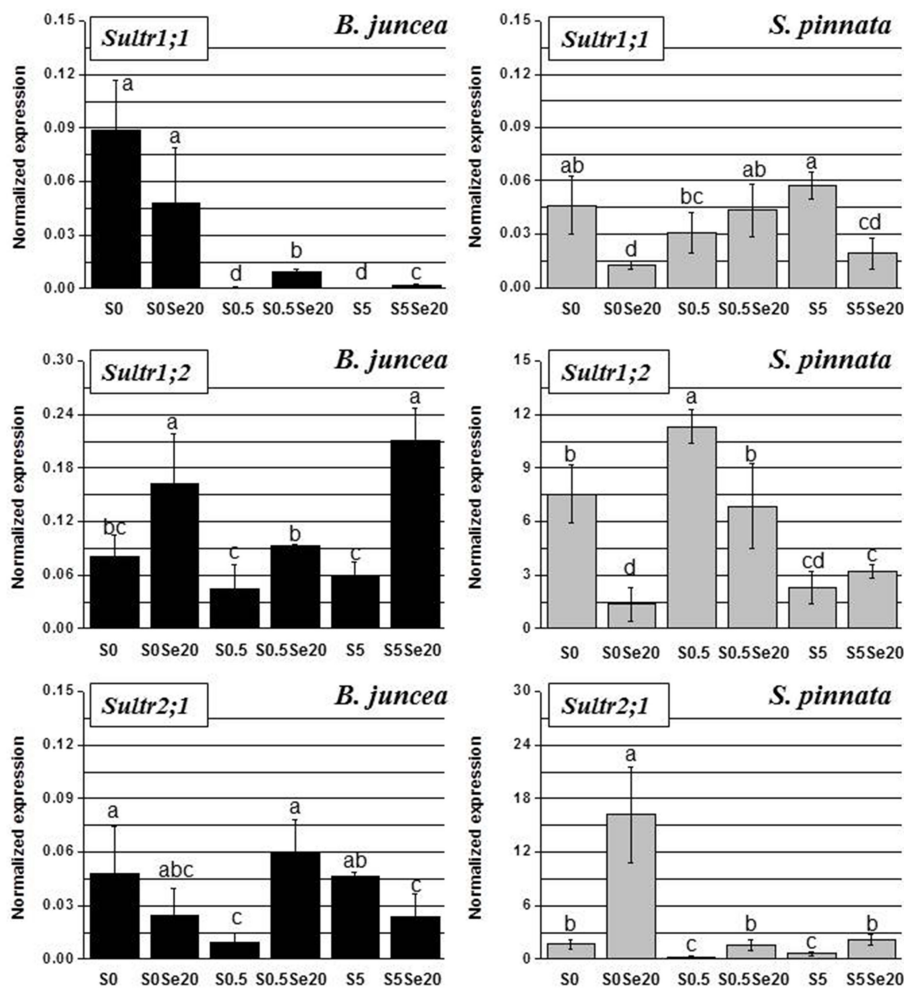 Sultr1;1 B. juncea
Normalized expression
0.15
0.12
0.09
0.06
0.03
0.00
a
a
d
b
d
c
S0 S0Se20 S0.5 S0.5Se20 S5 S5Se20
Sultr1;1 S. pinnata
Normalized expression
0.15
0.12
0.09
0.06
0.03
0.00
ab
d
bc
ab
a
cd
S0 S0Se20 S0.5 S0.5Se20 S5 S5Se20
Sultr1;2 B. juncea
Normalized expression
0.30
0.24
0.18
0.12
0.06
0.00
bc
a
c
b
c
a
S0 S0Se20 S0.5 S0.5Se20 S5 S5Se20
Sultr1;2 S. pinnata
Normalized expression
15
12
9
6
3
0
b
d
a
b
cd
c
S0 S0Se20 S0.5 S0.5Se20 S5 S5Se20
Sultr2;1 B. juncea
Normalized expression
0.15
0.12
0.09
0.06
0.03
0.00
a
abc
c
a
ab
c
S0 S0Se20 S0.5 S0.5Se20 S5 S5Se20
Sultr2;1 S. pinnata
Normalized expression
30
24
18
12
6
0
b
a
c
b
c
b
S0 S0Se20 S0.5 S0.5Se20 S5 S5Se20